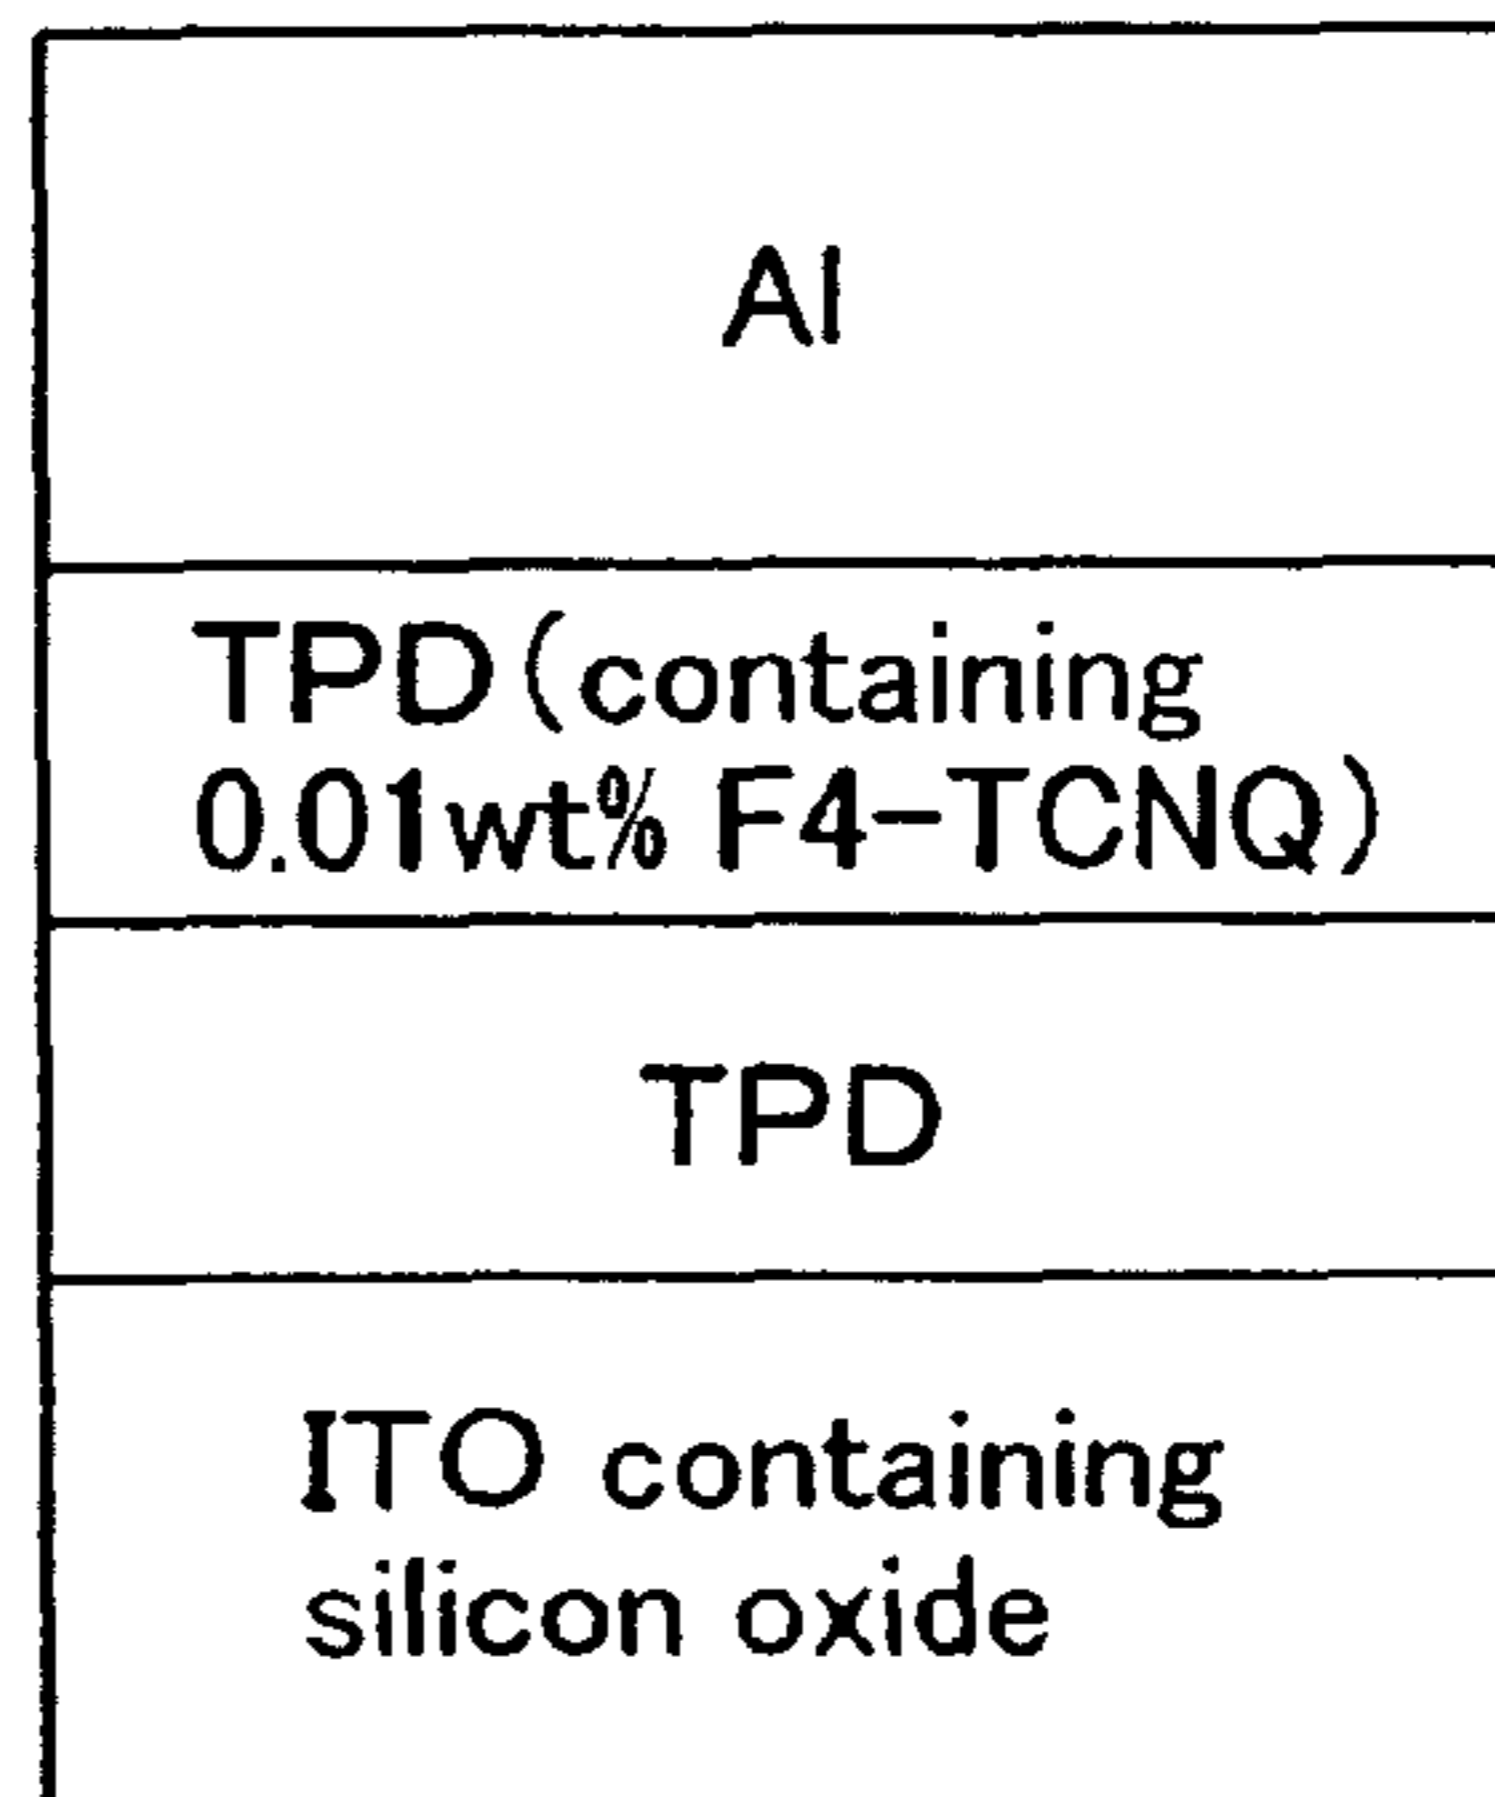 Al
TPD(containing
0.01wt% F4-TCNQ)
TPD
ITO containing
silicon oxide